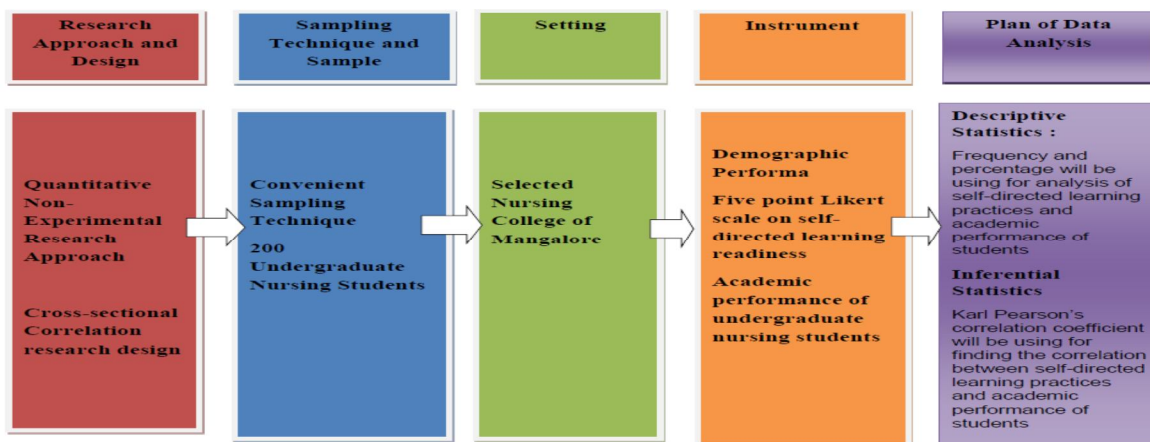 Research
Approach and
Design
Sampling
Technique and
Sample
Setting
Instrument
Plan of Data
Analysis
Quantitative
Non-
Experimental
Research
Approach
Cross-sectional
Correlation
research design
Convenient
Sampling
Technique
200
Undergraduate
Nursing Students
Selected
Nursing
College of
Mangalore
Demographic
Performa
Five point Likert
scale on self-
directed learning
readiness
Academic
performance of
undergraduate
nursing students
Descriptive
Statistics :
Frequency and
percentage will be
using for analysis of
self-directed learning
practices and
academic
performance of
students
Inferential
Statistics
Karl Pearson's
correlation coefficient
will be using for
finding the correlation
between self-directed
learning practices
and academic
performance of
students